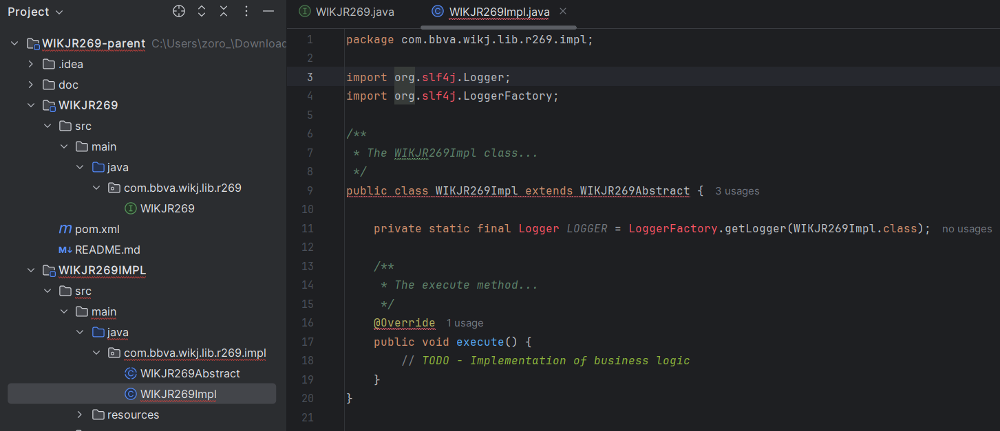 Project
WIKJR269-parent C:\Users\zoro_\Downloac
.idea
doc
WIKJR269
src
main
java
com.bbva.wikj.lib.r269
WIKJR269
pom.xml
README.md
WIKJR269IMPL
src
main
java
com.bbva.wikj.lib.r269.impl
WIKJR269Abstract
WIKJR269Impl
resources
WIKJR269.java
WIKJR269Impl.java
1 package com.bbva.wikj.lib.r269.impl;
2
3 import org.slf4j.Logger;
4 import org.slf4j.LoggerFactory;
5
6 /**
7 * The WIKJR269Impl class...
8 */
9 public class WIKJR269Impl extends WIKJR269Abstract { 3 usages
10
11 private static final Logger LOGGER = LoggerFactory.getLogger(WIKJR269Impl.class); no usages
12
13 /**
14 * The execute method...
15 */
16 @Override 1 usage
17 public void execute() {
18 // TODO - Implementation of business logic
19 }
20 }
21